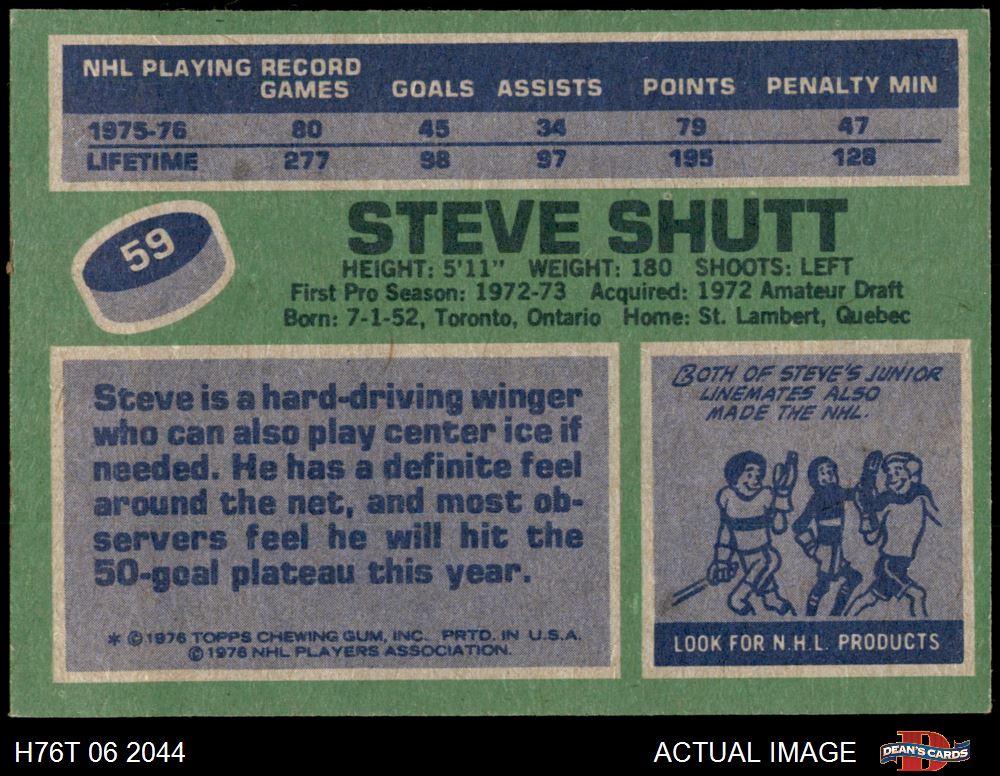 NHL PLAYING RECORD
GAMES GOALS ASSISTS POINTS PENALTY MIN
1975-76 80 45 34 79 47
LIFETIME 277 98 97 195 128
59
STEVE SHUTT
HEIGHT: 5'11" WEIGHT: 180 SHOOTS: LEFT
First Pro Season: 1972-73 Acquired: 1972 Amateur Draft
Born: 7-1-52, Toronto, Ontario Home: St. Lambert, Quebec
Steve is a hard-driving winger
who can also play center ice if
needed. He has a definite feel
around the net, and most ob-
servers feel he will hit the
50-goal plateau this year.
* ©1976 TOPPS CHEWING GUM, INC. PRTD. IN U.S.A.
©1976 NHL PLAYERS ASSOCIATION.
BOTH OF STEVE'S JUNIOR
LINEMATES ALSO
MADE THE NHL.
LOOK FOR N.H.L. PRODUCTS
H76T 06 2044 ACTUAL IMAGE
DEAN'S CARDS